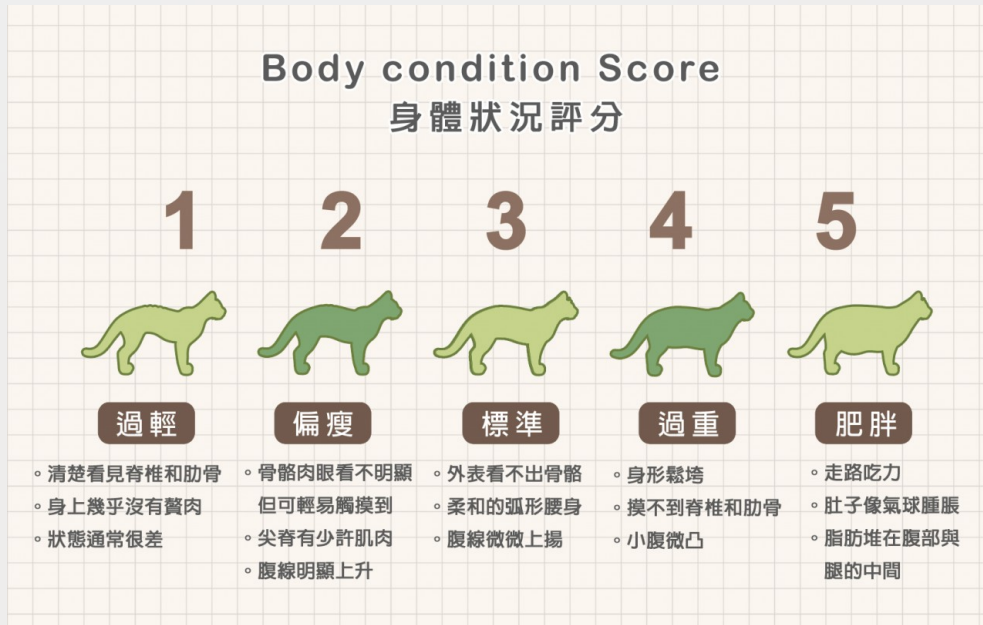 Body condition Score
身體狀況評分
1
2
3
4
5
過輕
偏瘦
標準
過重
肥胖
。清楚看見脊椎和肋骨
。身上幾乎沒有贅肉
。狀態通常很差
。骨骼肉眼看不明顯
但可輕易觸摸到
。尖脊有少許肌肉
。腹線明顯上升
。外表看不出骨骼
。柔和的弧形腰身
。腹線微微上揚
。身形鬆垮
。摸不到脊椎和肋骨
。小腹微凸
。走路吃力
。肚子像氣球腫脹
。脂肪堆在腹部與
腿的中間